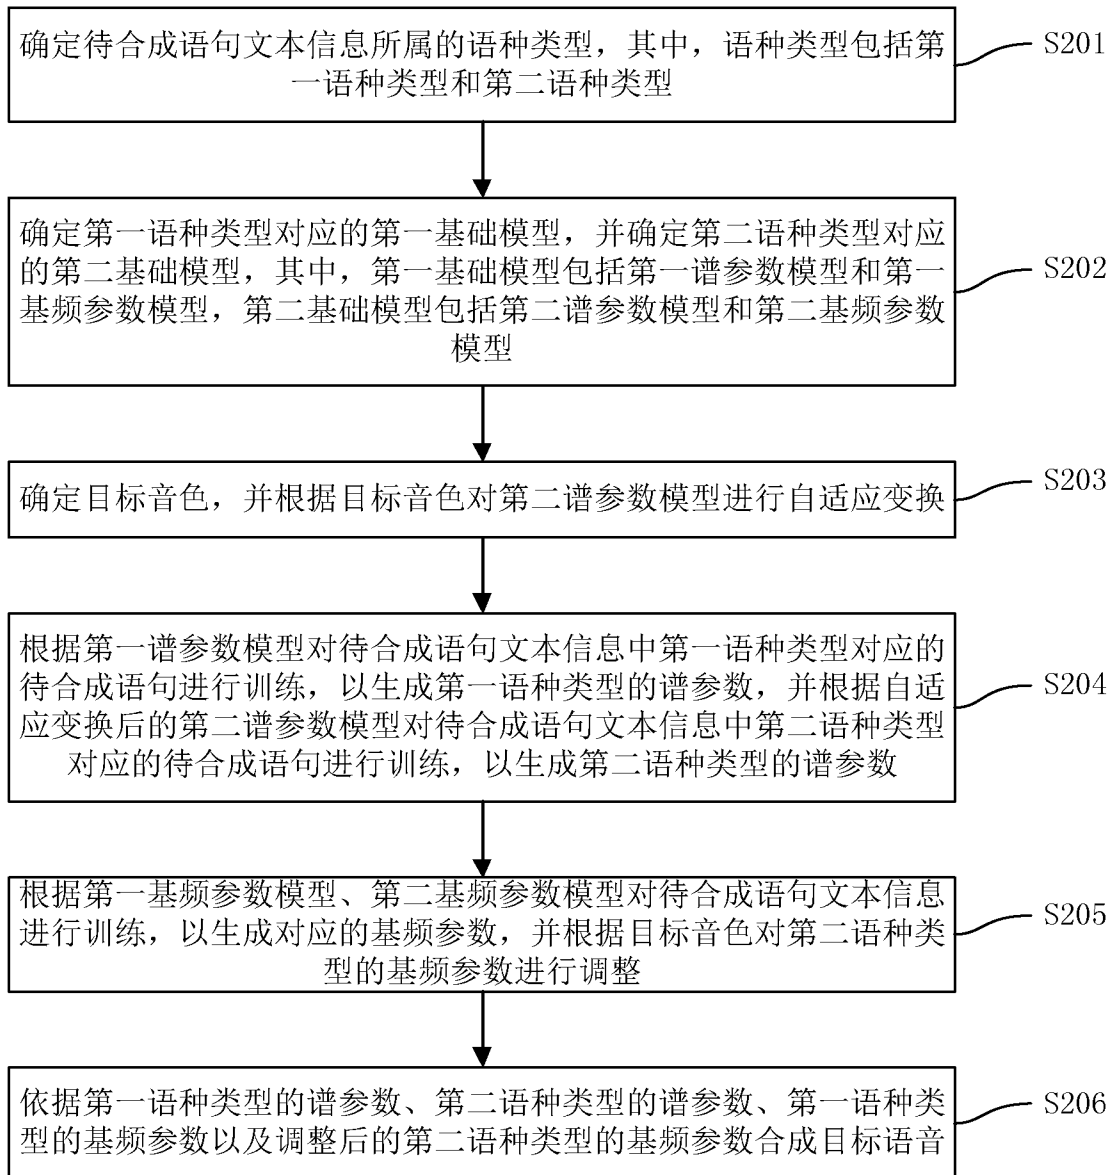 确定待合成语句文本信息所属的语种类型，其中，语种类型包括第
一语种类型和第二语种类型
S201
确定第一语种类型对应的第一基础模型，并确定第二语种类型对应
的第二基础模型，其中，第一基础模型包括第一谱参数模型和第一
基频参数模型，第二基础模型包括第二谱参数模型和第二基频参数
模型
S202
确定目标音色，并根据目标音色对第二谱参数模型进行自适应变换
S203
根据第一谱参数模型对待合成语句文本信息中第一语种类型对应的
待合成语句进行训练，以生成第一语种类型的谱参数，并根据自适
应变换后的第二谱参数模型对待合成语句文本信息中第二语种类型
对应的待合成语句进行训练，以生成第二语种类型的谱参数
S204
根据第一基频参数模型、第二基频参数模型对待合成语句文本信息
进行训练，以生成对应的基频参数，并根据目标音色对第二语种类
型的基频参数进行调整
S205
依据第一语种类型的谱参数、第二语种类型的谱参数、第一语种类
型的基频参数以及调整后的第二语种类型的基频参数合成目标语音
S206